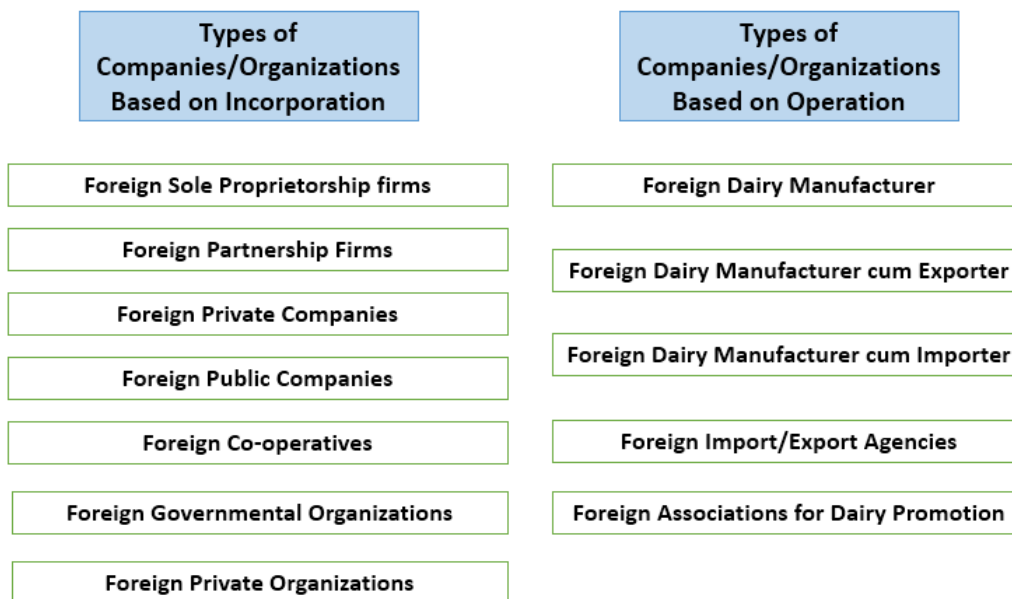 Types of
Companies/Organizations
Based on Incorporation
Foreign Sole Proprietorship firms
Foreign Partnership Firms
Foreign Private Companies
Foreign Public Companies
Foreign Co-operatives
Foreign Governmental Organizations
Foreign Private Organizations
Types of
Companies/Organizations
Based on Operation
Foreign Dairy Manufacturer
Foreign Dairy Manufacturer cum Exporter
Foreign Dairy Manufacturer cum Importer
Foreign Import/Export Agencies
Foreign Associations for Dairy Promotion